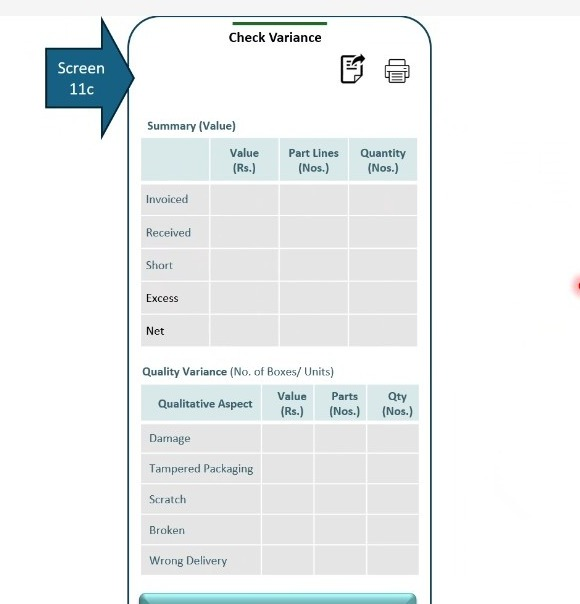 Check Variance
Screen
11c
Summary (Value)
Value
(Rs.)
Part Lines
(Nos.)
Quantity
(Nos.)
Invoiced
Received
Short
Excess
Net
Quality Variance (No. of Boxes/ Units)
Qualitative Aspect
Value
(Rs.)
Parts
(Nos.)
Qty
(Nos.)
Damage
Tampered Packaging
Scratch
Broken
Wrong Delivery